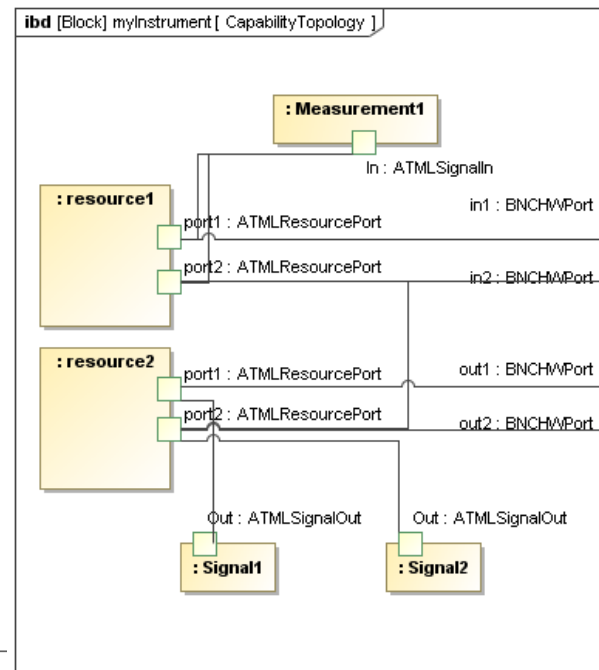 ibd [Block] myInstrument[ CapabilityTopology ]
: Measurement1
In : ATMLSignalIn
: resource1
in1 : BNCHWPort
port1 : ATMLResourcePort
port2 : ATMLResourcePort
in2 : BNCHWPort
: resource2
port1 : ATMLResourcePort
out1 : BNCHWPort
port2 : ATMLResourcePort
out2 : BNCHWPort
Out : ATMLSignalOut
Out : ATMLSignalOut
: Signal1
: Signal2